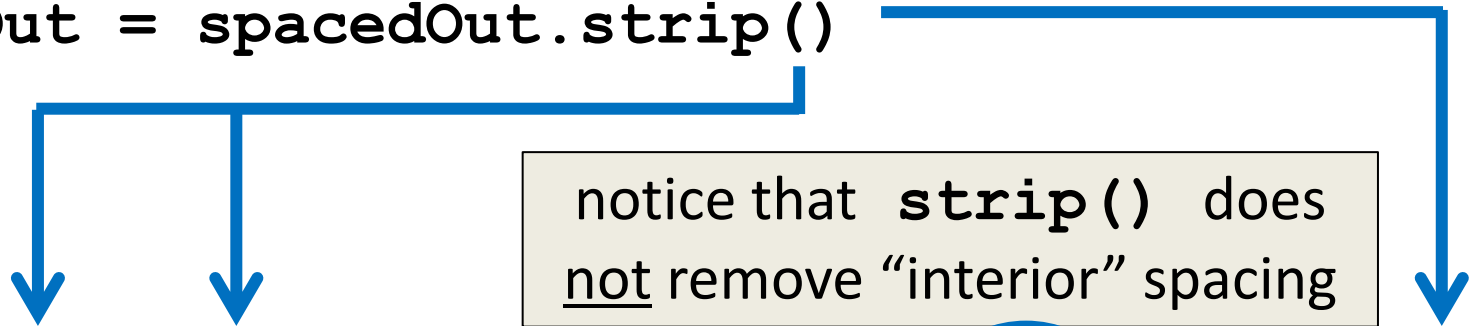 ut = spacedOut.strip()
notice that strip() does
not remove “interior” spacing